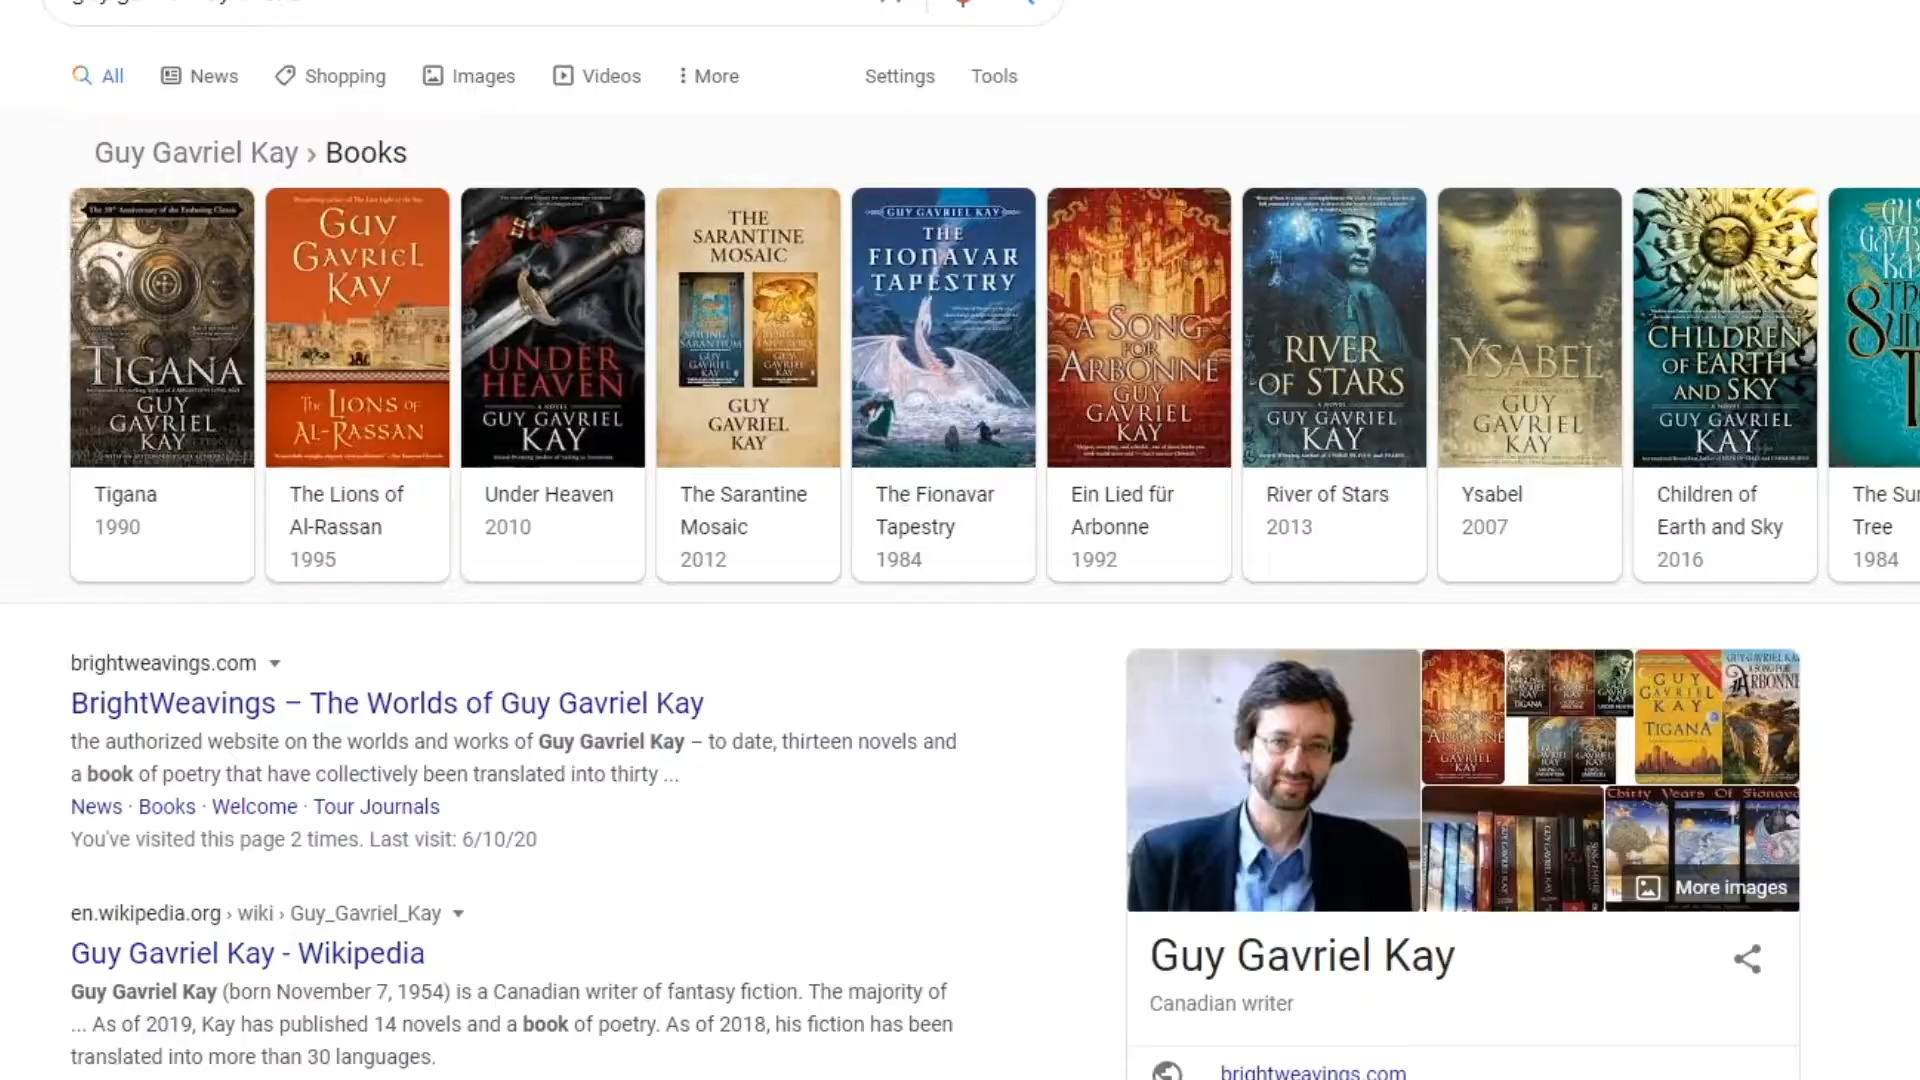 All News Shopping Images Videos More Settings Tools
Guy Gavriel Kay › Books
TIGANA
GUY
GAVRIEL
KAY
GUY
GAVRIEL
KAY
THE LIONS OF
AL-RASSAN
UNDER
HEAVEN
A NOVEL
GUY GAVRIEL
KAY
THE
SARANTINE
MOSAIC
GUY
GAVRIEL
KAY
GUY GAVRIEL KAY
THE
FIONAVAR
TAPESTRY
A SONG
FOR
ARBONNE
GUY
GAVRIEL
KAY
RIVER
OF STARS
GUY GAVRIEL
KAY
YSABEL
GUY
GAVRIEL
KAY
CHILDREN
OF EARTH
AND SKY
GUY GAVRIEL
KAY
Tigana
1990
The Lions of
Al-Rassan
1995
Under Heaven
2010
The Sarantine
Mosaic
2012
The Fionavar
Tapestry
1984
Ein Lied für
Arbonne
1992
River of Stars
2013
Ysabel
2007
Children of
Earth and Sky
2016
The
Tree
1984
brightweavings.com
BrightWeavings – The Worlds of Guy Gavriel Kay
the authorized website on the worlds and works of Guy Gavriel Kay – to date, thirteen novels and
a book of poetry that have collectively been translated into thirty ...
News · Books · Welcome · Tour Journals
You've visited this page 2 times. Last visit: 6/10/20
en.wikipedia.org › wiki › Guy_Gavriel_Kay
Guy Gavriel Kay - Wikipedia
Guy Gavriel Kay (born November 7, 1954) is a Canadian writer of fantasy fiction. The majority of
... As of 2019, Kay has published 14 novels and a book of poetry. As of 2018, his fiction has been
translated into more than 30 languages.
GUY
GAVRIEL
KAY
TIGANA
Thirty Years Of Fionavar
More images
Guy Gavriel Kay
Canadian writer
brightweavings.com